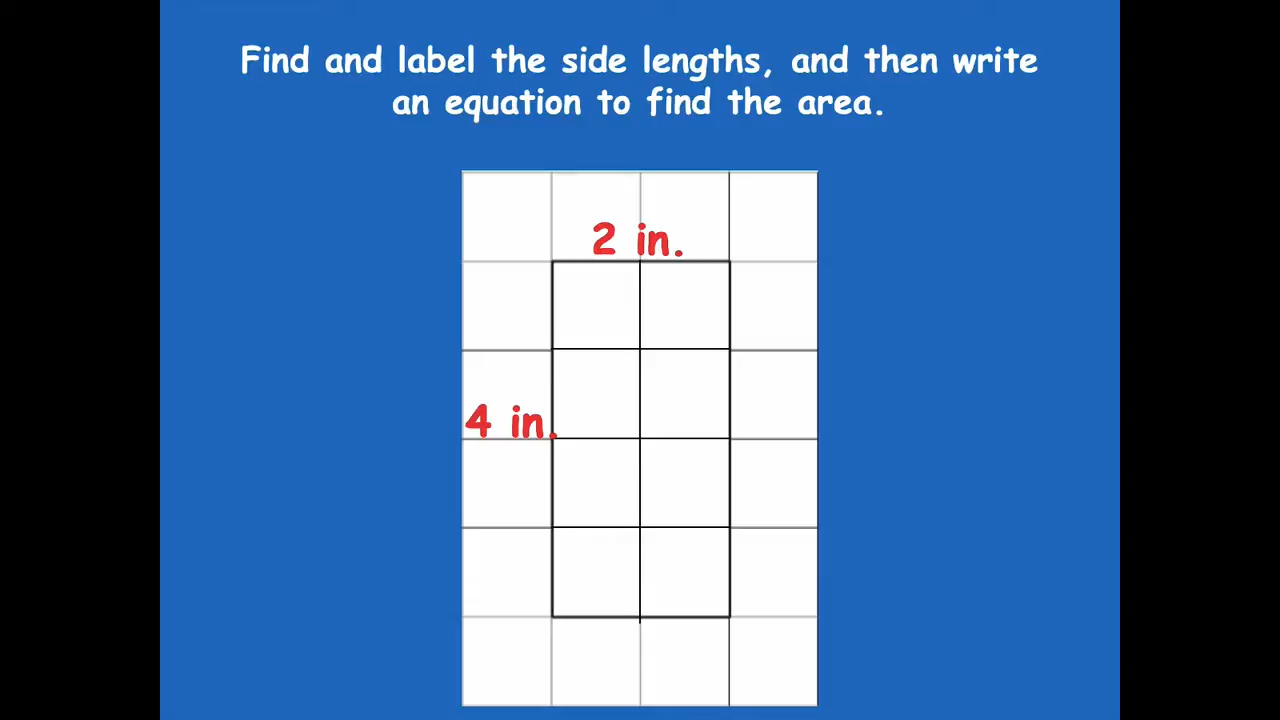 Find and label the side lengths, and then write
an equation to find the area.
2 in.
4 in.